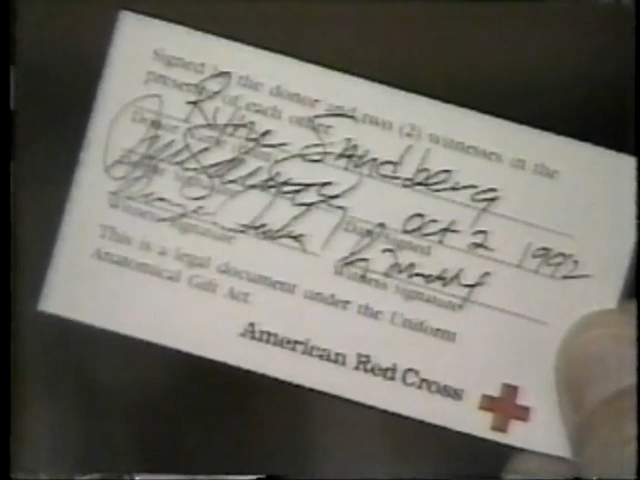 Signed by the donor and two (2) witnesses in the
presence of each other
Ryne Sandberg
Oct 2 1992
Date Signed
Witness Signature
Witness Signature
This is a legal document under the Uniform
Anatomical Gift Act.
American Red Cross